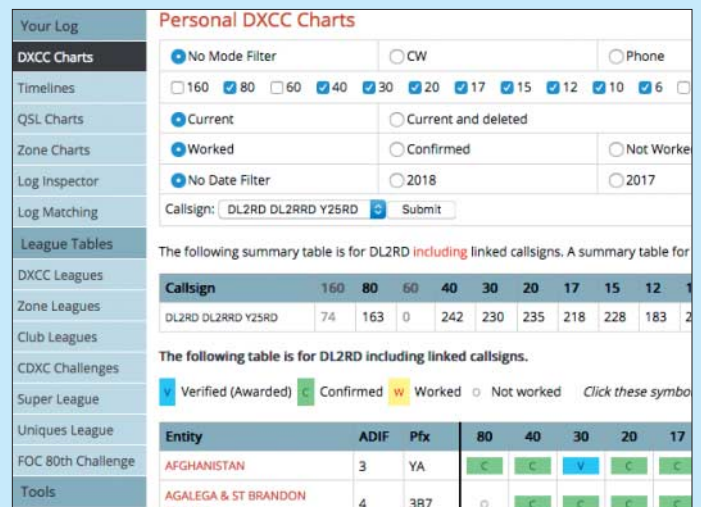 Your Log
DXCC Charts
Timelines
QSL Charts
Zone Charts
Log Inspector
Log Matching
League Tables
DXCC Leagues
Zone Leagues
Club Leagues
CDXC Challenges
Super League
Uniques League
FOC 80th Challenge
Tools
Personal DXCC Charts
No Mode Filter CW Phone
160 80 60 40 30 20 17 15 12 10 6
Current Current and deleted
Worked Confirmed Not Worke
No Date Filter 2018 2017
Callsign: DL2RD DL2RRD Y25RD Submit
The following summary table is for DL2RD including linked callsigns. A summary table for
Callsign 160 80 60 40 30 20 17 15 12 1
DL2RD DL2RRD Y25RD 74 163 0 242 230 235 218 228 183 2
The following table is for DL2RD including linked callsigns.
V Verified (Awarded) C Confirmed W Worked O Not worked Click these symbo
Entity ADIF Pfx 80 40 30 20 17
AFGHANISTAN 3 YA C C V C C
AGALEGA & ST BRANDON 4 3B7 O C C C C